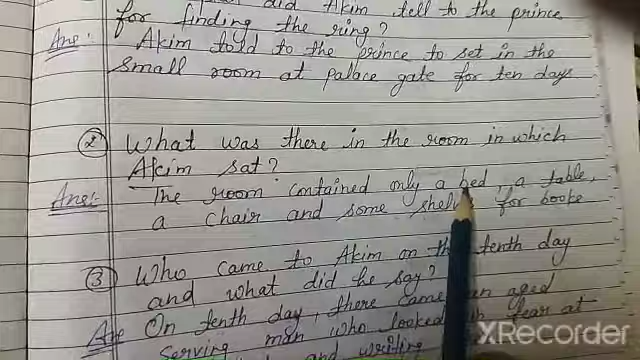 did Akim tell to the prince
for finding the ring?
Ans:- Akim told to the prince to set in the
small room at palace gate for ten days
② What was there in the room in which
Akim sat?
Ans:- The room contained only a bed, a table,
a chair and some for booke
③ Who came to Akim on tenth day
and what did he say?
Ans On tenth day, there came an aged
serving man who looked in fear at
and writing
XRecorder